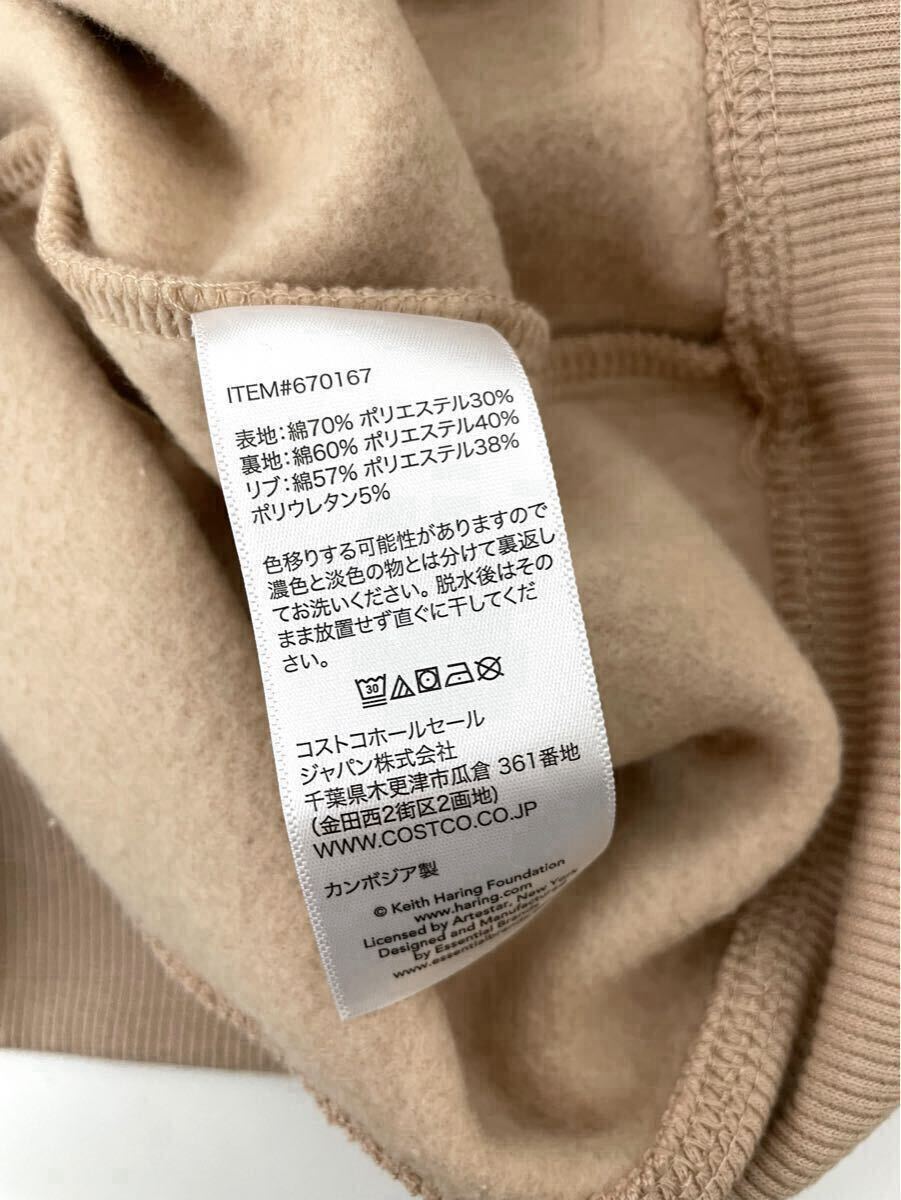 ITEM#670167
表地：綿70% ポリエステル30%
裏地：綿60% ポリエステル40%
リブ：綿57% ポリエステル38%
ポリウレタン5%
色移りする可能性がありますので
濃色と淡色の物とは分けて裏返し
てお洗いください。脱水後はその
まま放置せず直ぐに干してくだ
さい。
30
コストコホールセール
ジャパン株式会社
千葉県木更津市瓜倉 361番地
(金田西2街区2画地)
WWW.COSTCO.CO.JP
カンボジア製
© Keith Haring Foundation
www.haring.com
Licensed by Artestar, New York
Designed and Manufactured
by Essential Brands